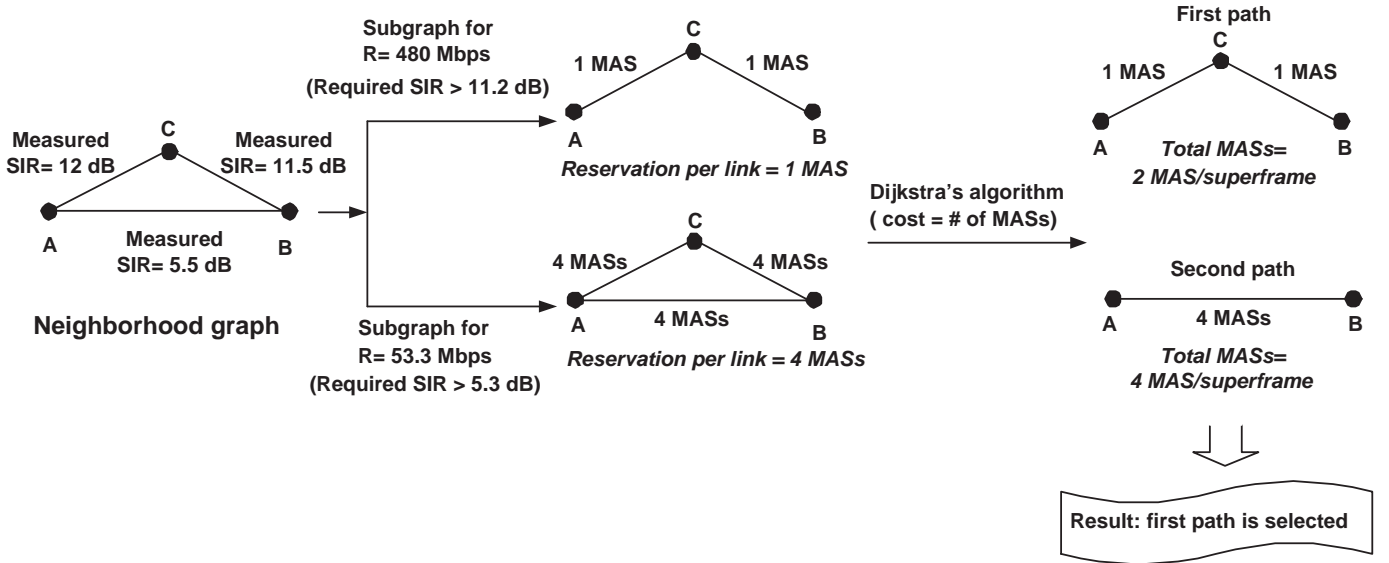 C
Measured
SIR= 12 dB
Measured
SIR= 11.5 dB
A
Measured
SIR= 5.5 dB
B
Neighborhood graph
Subgraph for
R= 480 Mbps
(Required SIR > 11.2 dB)
C
1 MAS
1 MAS
A
B
Reservation per link = 1 MAS
Subgraph for
R= 53.3 Mbps
(Required SIR > 5.3 dB)
C
4 MASs
4 MASs
A
4 MASs
B
Reservation per link = 4 MASs
Dijkstra's algorithm
( cost = # of MASs)
First path
C
1 MAS
1 MAS
A
B
Total MASs=
2 MAS/superframe
Second path
A
4 MASs
B
Total MASs=
4 MAS/superframe
Result: first path is selected